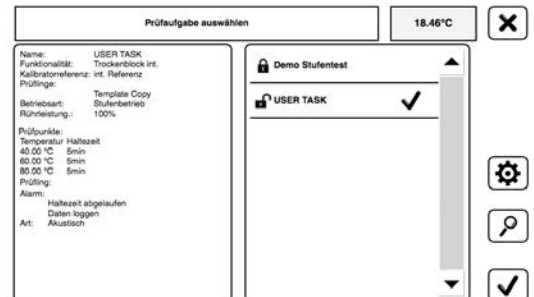 Prüfaufgabe auswählen
18.46°C
Name: USER TASK
Funktionalität: Trockenblock int.
Kalibratorreferenz: int. Referenz
Prüflinge:
Template Copy
Betriebsart: Stufenbetrieb
Rührleistung.: 100%
Prüfpunkte:
Temperatur Haltezeit
40.00 °C 5min
60.00 °C 5min
80.00 °C 5min
Prüfling:
Alarm:
Haltezeit abgelaufen
Daten loggen
Art: Akustisch
Demo Stufentest
USER TASK